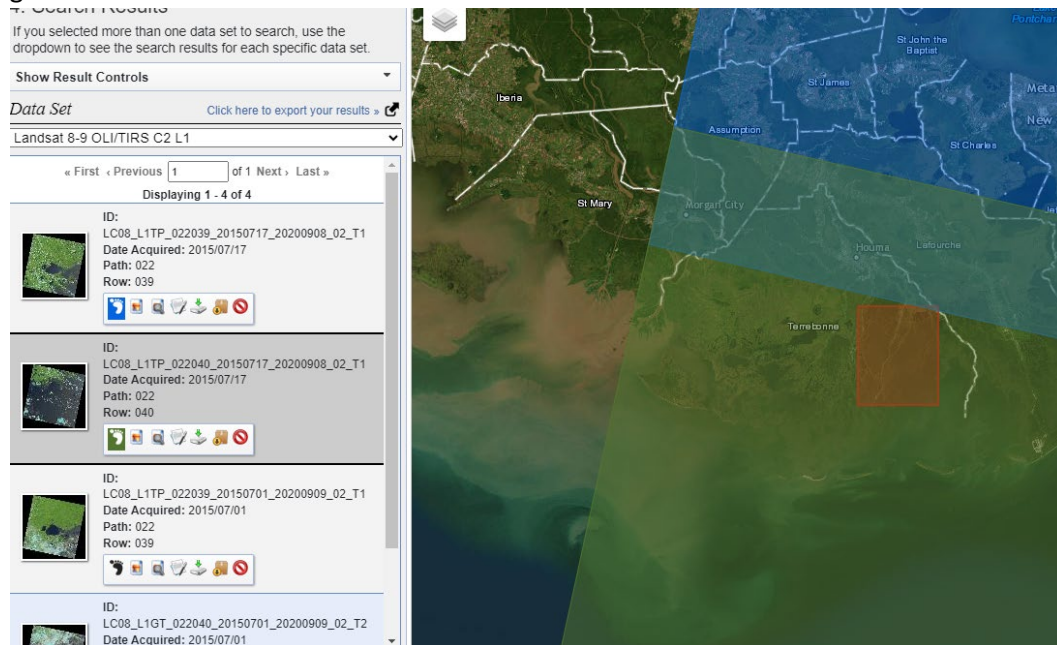 4. Search Results
If you selected more than one data set to search, use the
dropdown to see the search results for each specific data set.
Show Result Controls
Data Set
Click here to export your results »
Landsat 8-9 OLI/TIRS C2 L1
« First ‹ Previous 1 of 1 Next › Last »
Displaying 1 - 4 of 4
ID:
LC08_L1TP_022039_20150717_20200908_02_T1
Date Acquired: 2015/07/17
Path: 022
Row: 039
ID:
LC08_L1TP_022040_20150717_20200908_02_T1
Date Acquired: 2015/07/17
Path: 022
Row: 040
ID:
LC08_L1TP_022039_20150701_20200909_02_T1
Date Acquired: 2015/07/01
Path: 022
Row: 039
ID:
LC08_L1GT_022040_20150701_20200909_02_T2
Date Acquired: 2015/07/01
Pontchar
St John the
Baptist
Iberia
St James
Meta
New
Assumption
St Charles
St Mary
Morgan City
Jef
Houma
Lafourche
Terrebonne